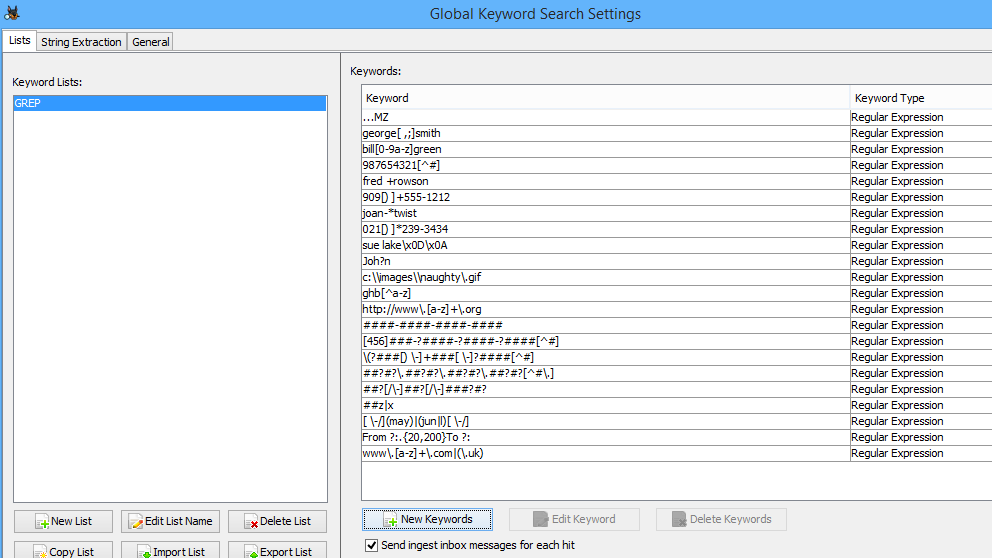 Global Keyword Search Settings
Lists String Extraction General
Keyword Lists:
GREP
New List Edit List Name Delete List
Copy List Import List Export List
Keywords:
Keyword Keyword Type
...MZ Regular Expression
george[ ,;]smith Regular Expression
bill[0-9a-z]green Regular Expression
987654321[^#] Regular Expression
fred +rowson Regular Expression
909[) ]+555-1212 Regular Expression
joan-*twist Regular Expression
021[) ]*239-3434 Regular Expression
sue lake\x0D\x0A Regular Expression
Joh?n Regular Expression
c:\\images\\naughty\.gif Regular Expression
ghb[^a-z] Regular Expression
http://www\.[a-z]+\.org Regular Expression
####-####-####-#### Regular Expression
[456]###-?####-?####-?####[^#] Regular Expression
\(?###[) \-]+###[ \-]?####[^#] Regular Expression
##?#?\.##?#?\.##?#?\.##?#?[^#\.] Regular Expression
##?[/\-]##?[/\-]###?#? Regular Expression
##z|x Regular Expression
[ \-/](may)|(jun|l)[ \-/] Regular Expression
From ?:.{20,200}To ?: Regular Expression
www\.[a-z]+\.com|(\.uk) Regular Expression
New Keywords Edit Keyword Delete Keywords
Send ingest inbox messages for each hit